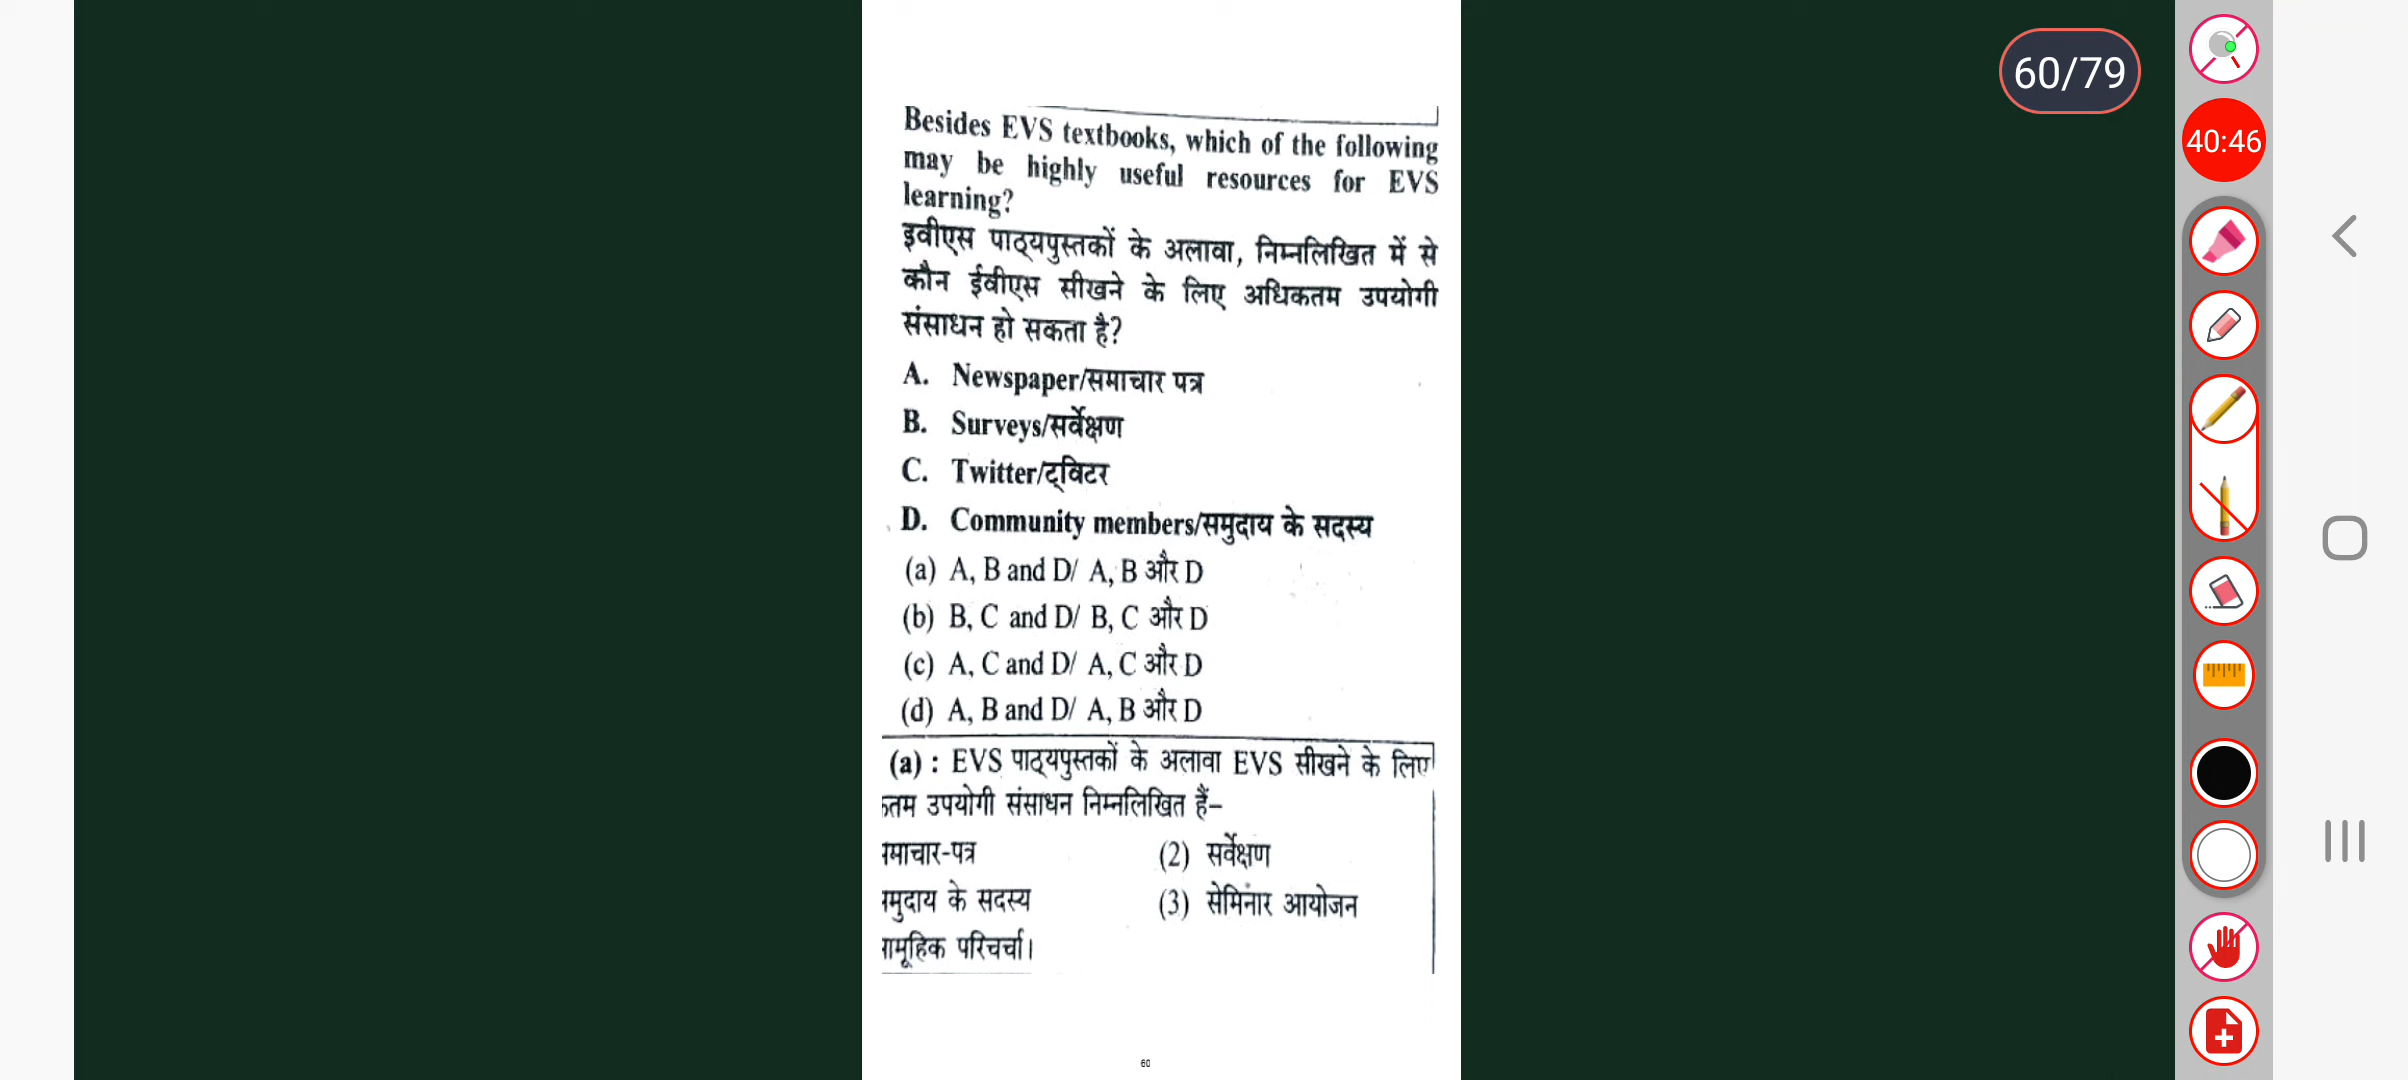 60/79
40:46
Besides EVS textbooks, which of the following
may be highly useful resources for EVS
learning?
इवीएस पाठ्यपुस्तकों के अलावा, निम्नलिखित में से
कौन ईवीएस सीखने के लिए अधिकतम उपयोगी
संसाधन हो सकता है?
A. Newspaper/समाचार पत्र
B. Surveys/सर्वेक्षण
C. Twitter/ट्विटर
D. Community members/समुदाय के सदस्य
(a) A, B and D/ A, B और D
(b) B, C and D/ B, C और D
(c) A, C and D/ A, C और D
(d) A, B and D/ A, B और D
(a) : EVS पाठ्यपुस्तकों के अलावा EVS सीखने के लिए
उपयोगी संसाधन निम्नलिखित हैं–
(2) सर्वेक्षण
के सदस्य (3) सेमिनार आयोजन
परिचर्चा।
60